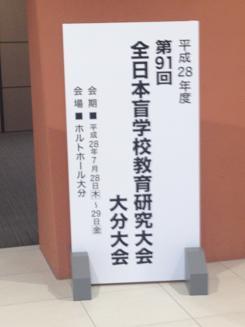 平成28年度
第91回
全日本盲学校教育研究大会
大分大会
会期■平成28年7月28日㊍～29日㊎
会場■ホルトホール大分